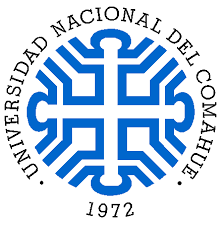 · UNIVERSIDAD NACIONAL DEL COMAHUE ·
1972